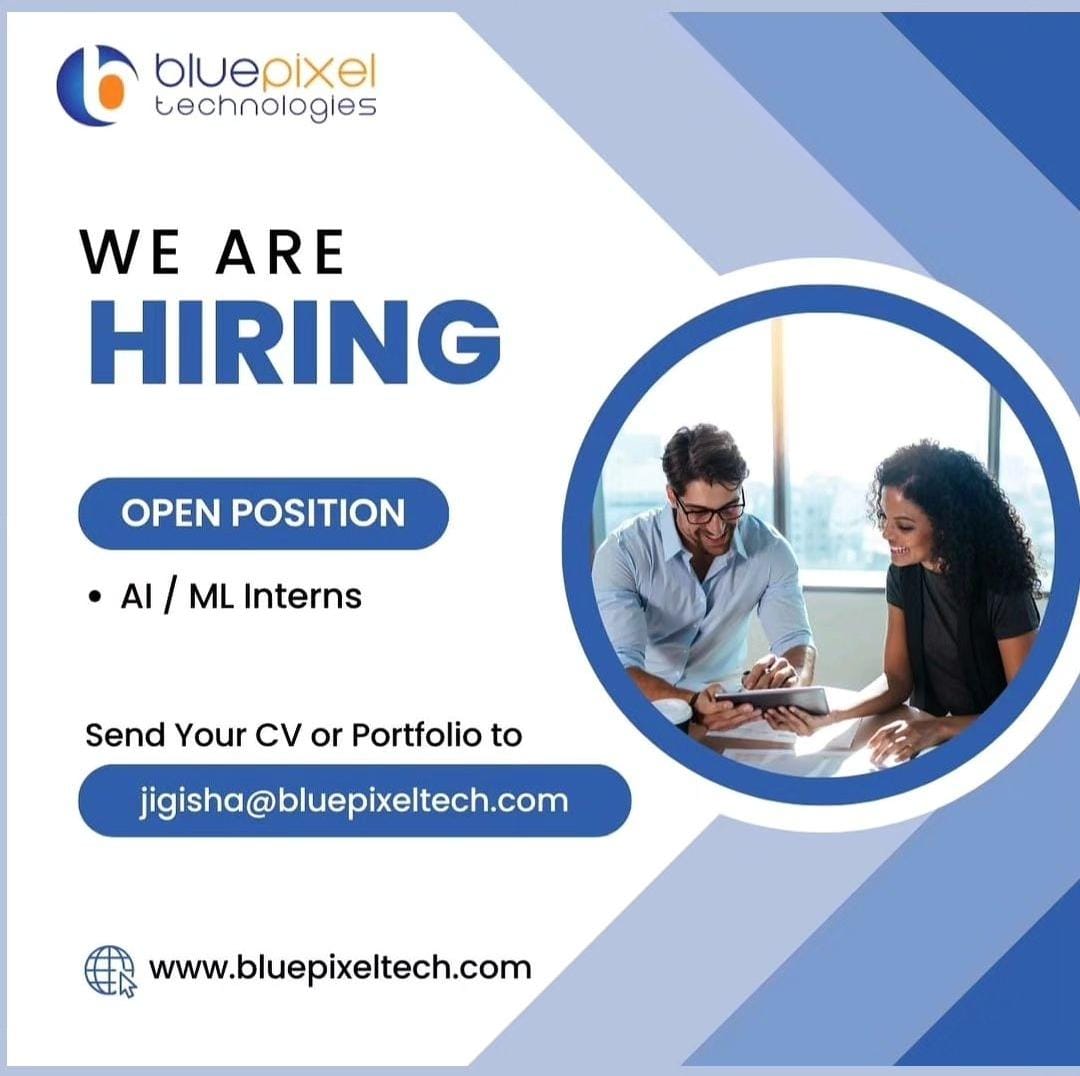 bluepixel
technologies
WE ARE
HIRING
OPEN POSITION
• AI / ML Interns
Send Your CV or Portfolio to
jigisha@bluepixeltech.com
www.bluepixeltech.com